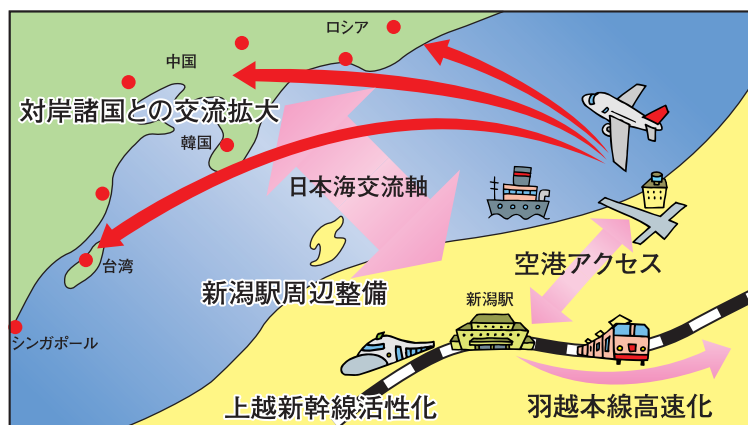 ロシア
中国
対岸諸国との交流拡大
韓国
日本海交流軸
台湾
空港アクセス
新潟駅周辺整備
新潟駅
シンガポール
上越新幹線活性化
羽越本線高速化